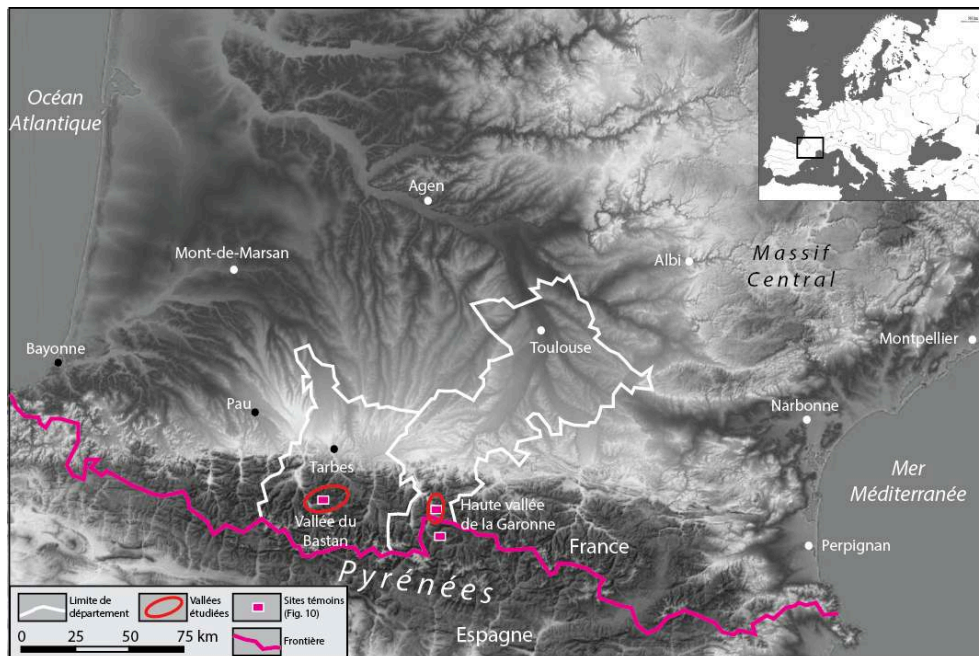 Océan
Atlantique
Agen
Mont-de-Marsan
Albi
Massif
Central
Bayonne
Toulouse
Montpellier
Pau
Narbonne
Tarbes
Mer
Méditerranée
Vallée du
Bastan
Haute vallée
de la Garonne
France
Perpignan
Pyrénées
Espagne
Limite de
département
Vallées
étudiées
Sites témoins
(Fig. 10)
0 25 50 75 km
Frontière